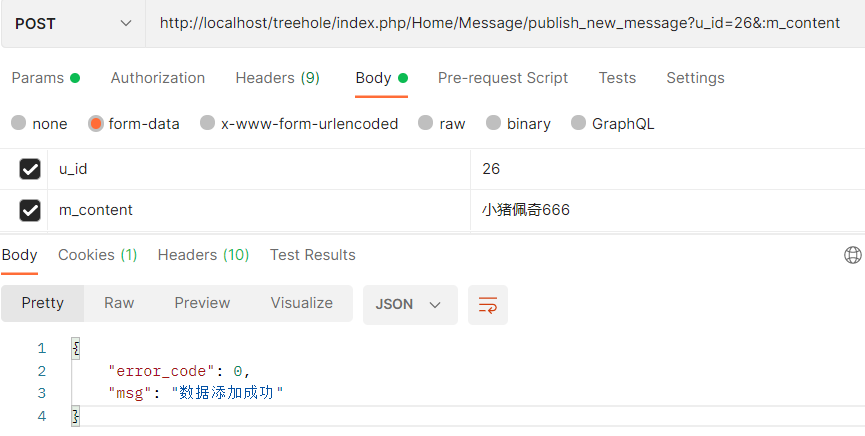 POST http://localhost/treehole/index.php/Home/Message/publish_new_message?u_id=26&:m_content
Params Authorization Headers (9) Body Pre-request Script Tests Settings
none form-data x-www-form-urlencoded raw binary GraphQL
u_id 26
m_content 小猪佩奇666
Body Cookies (1) Headers (10) Test Results
Pretty Raw Preview Visualize JSON
1 {
2 "error_code": 0,
3 "msg": "数据添加成功"
4 }